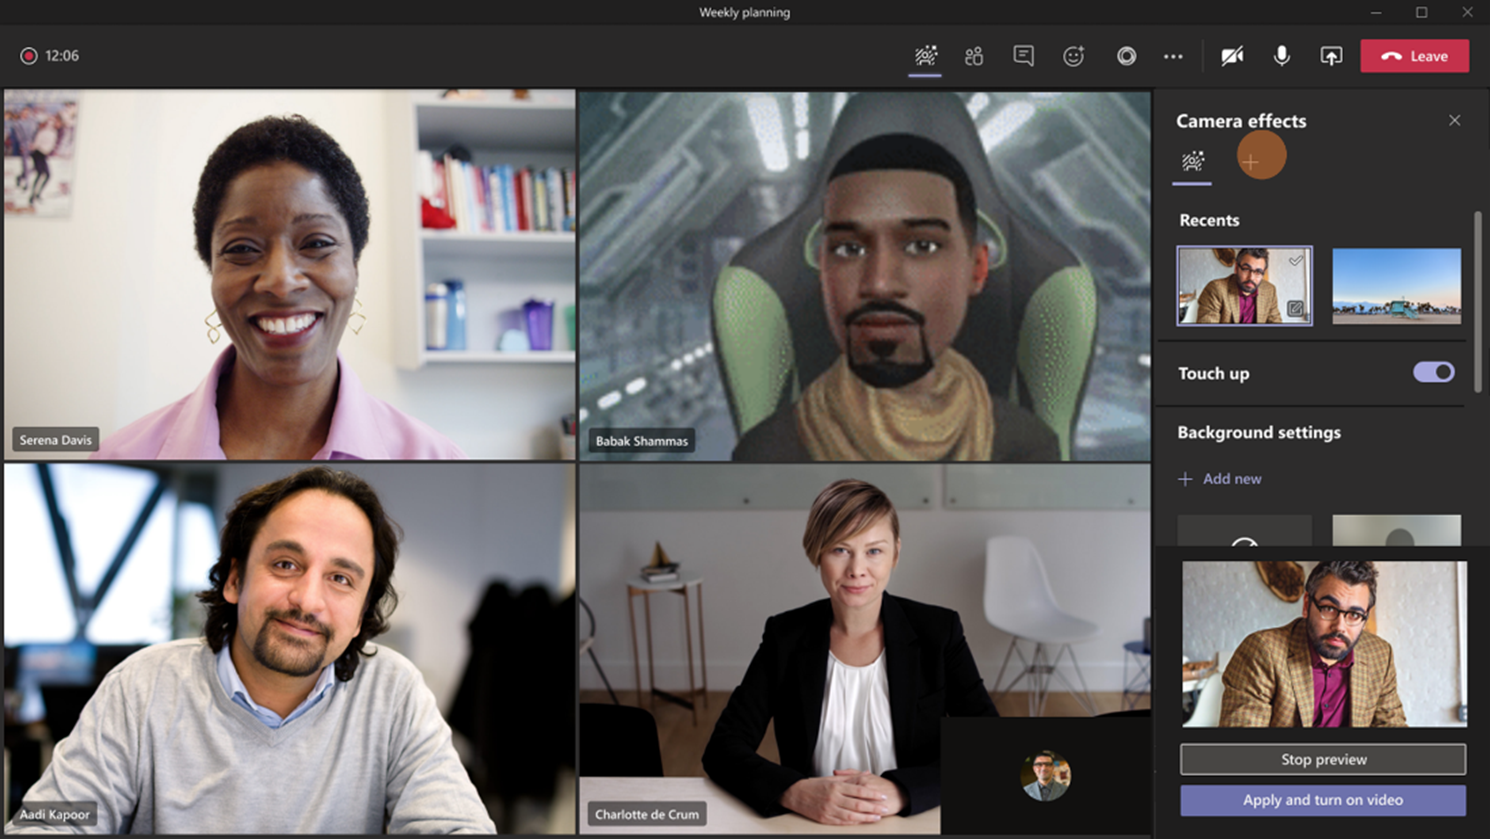 Weekly planning
12:06
Leave
Camera effects
Recents
Touch up
Background settings
Add new
Serena Davis
Babak Shammas
Aadi Kapoor
Charlotte de Crum
Stop preview
Apply and turn on video